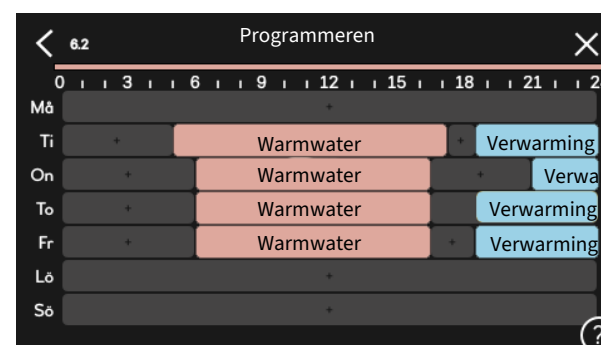 6.2 Programmeren
0 3 6 9 12 15 18 21 2
Må
Ti Warmwater Verwarming
On Warmwater Verwa
To Warmwater Verwarming
Fr Warmwater Verwarming
Lö
Sö
?